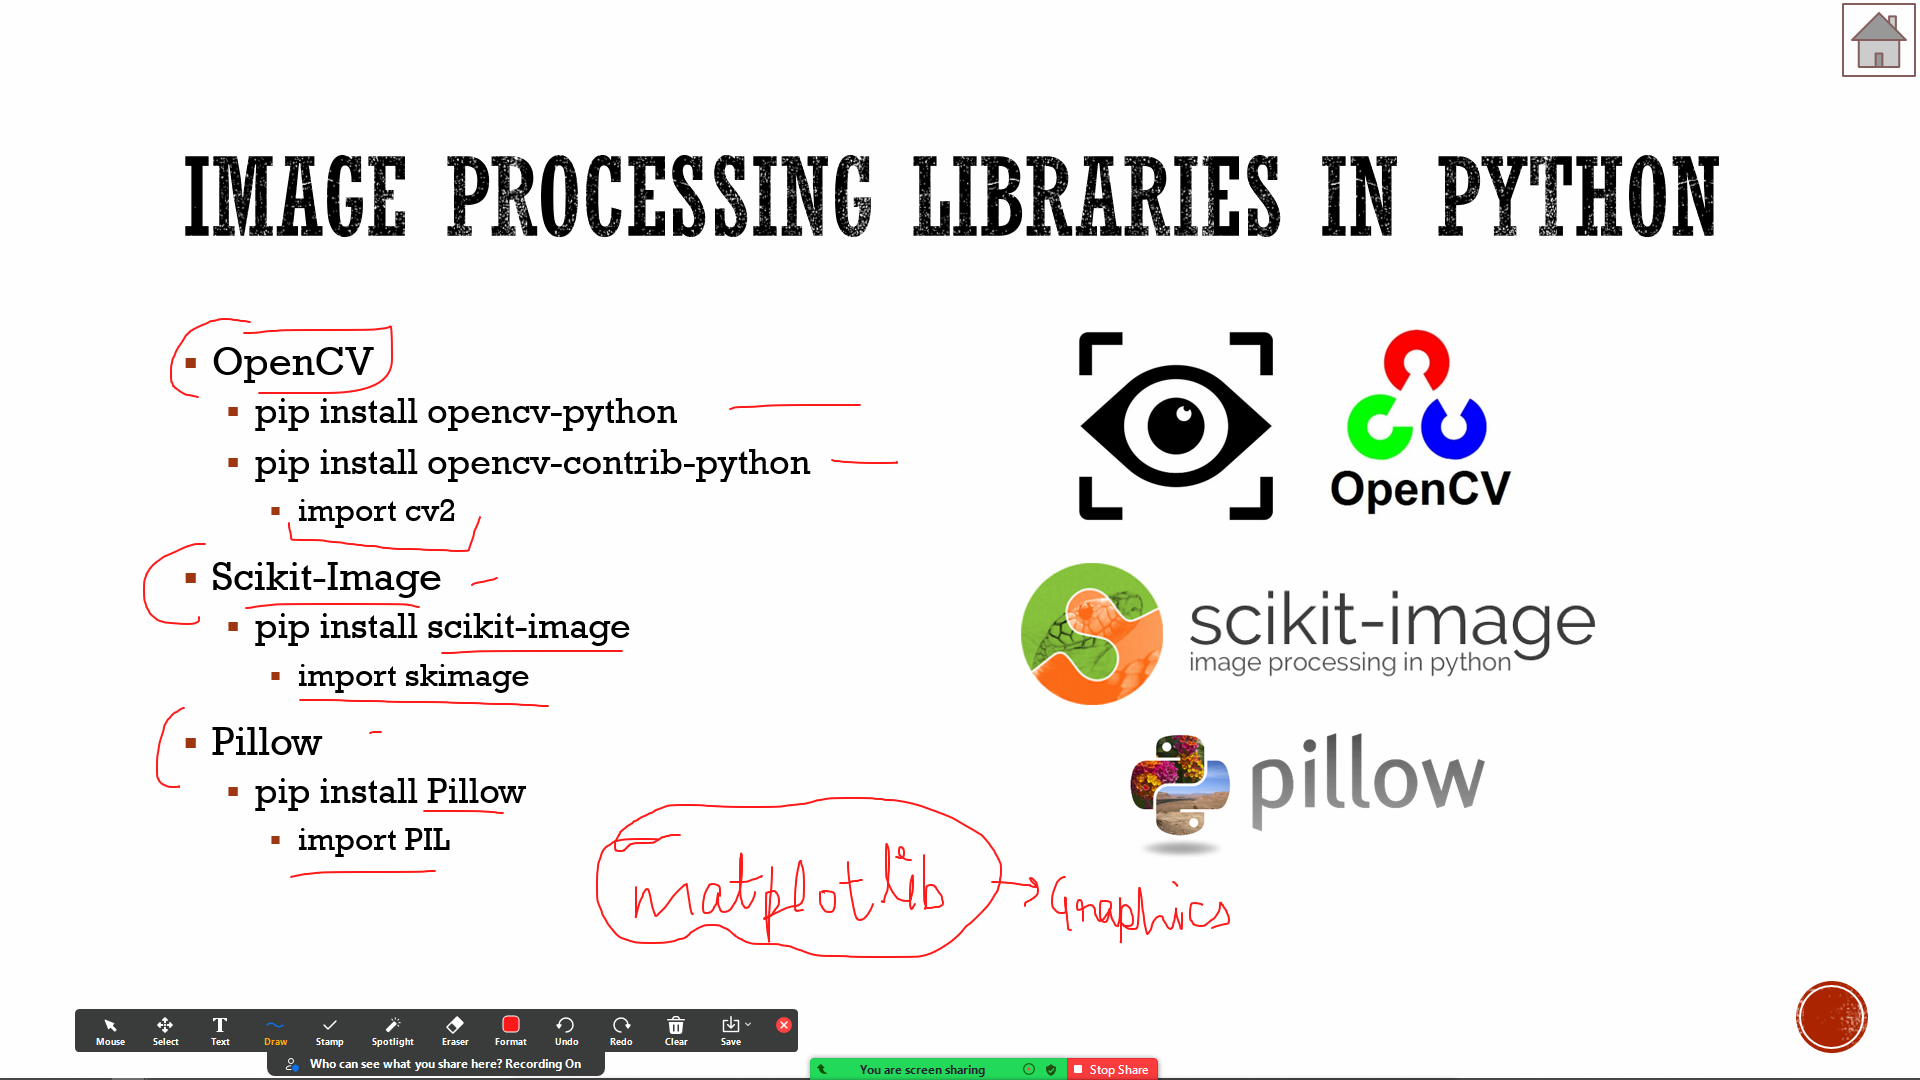 IMAGE PROCESSING LIBRARIES IN PYTHON
OpenCV
pip install opencv-python
pip install opencv-contrib-python
import cv2
Scikit-Image
pip install scikit-image
import skimage
Pillow
pip install Pillow
import PIL
OpenCV
scikit-image
image processing in python
pillow
matplotlib
Graphics
Mouse Select Text Draw Stamp Spotlight Eraser Format Undo Redo Clear Save
Who can see what you share here? Recording On
You are screen sharing Stop Share